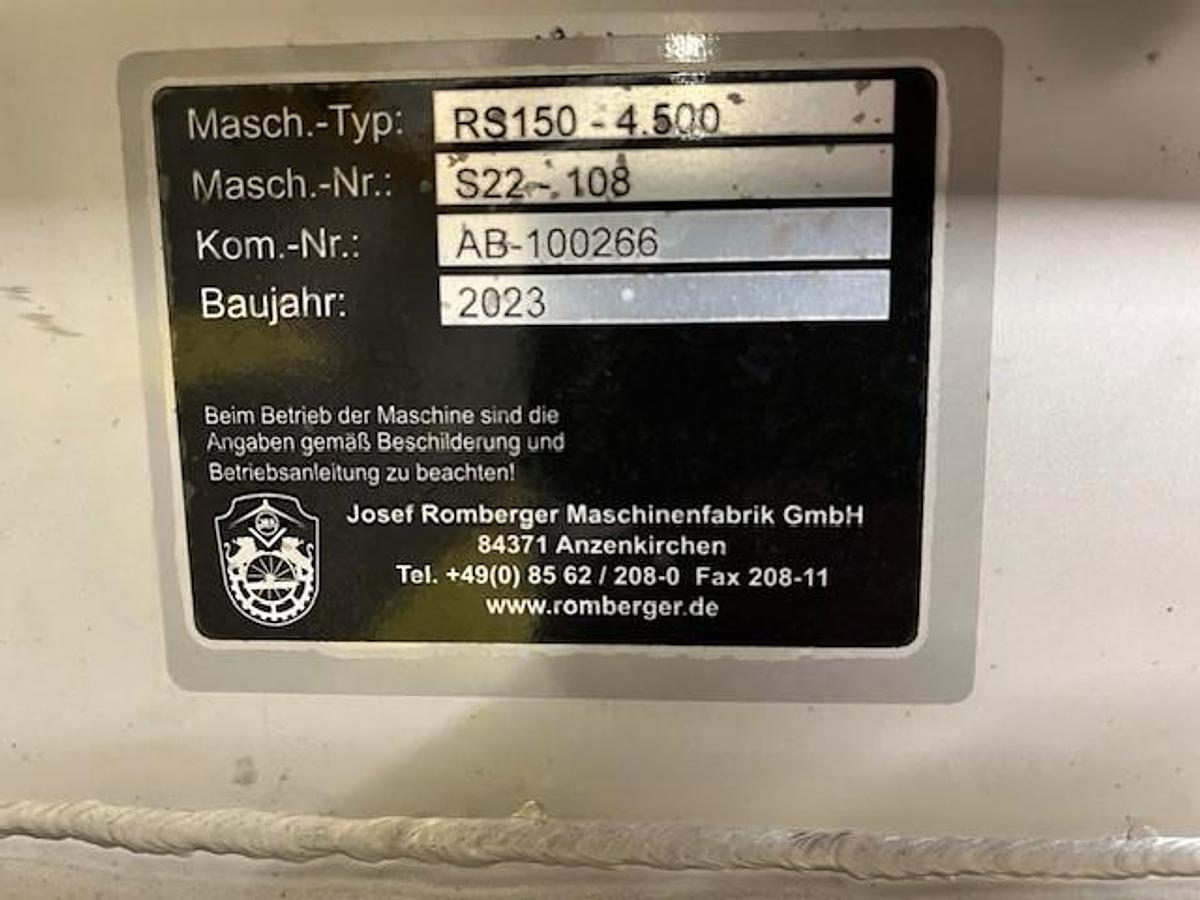 Masch.-Typ: RS150 - 4.500
Masch.-Nr.: S22 - 108
Kom.-Nr.: AB-100266
Baujahr: 2023
Beim Betrieb der Maschine sind die
Angaben gemäß Beschilderung und
Betriebsanleitung zu beachten!
Josef Romberger Maschinenfabrik GmbH
84371 Anzenkirchen
Tel. +49(0) 85 62 / 208-0 Fax 208-11
www.romberger.de